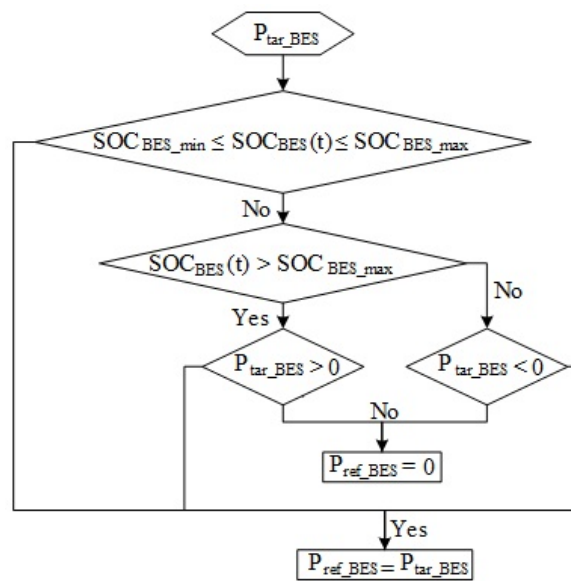 P_tar_BES
SOC_BES_min ≤ SOC_BES(t) ≤ SOC_BES_max
No
SOC_BES(t) > SOC_BES_max
No
Yes
P_tar_BES > 0
P_tar_BES < 0
No
P_ref_BES = 0
Yes
P_ref_BES = P_tar_BES